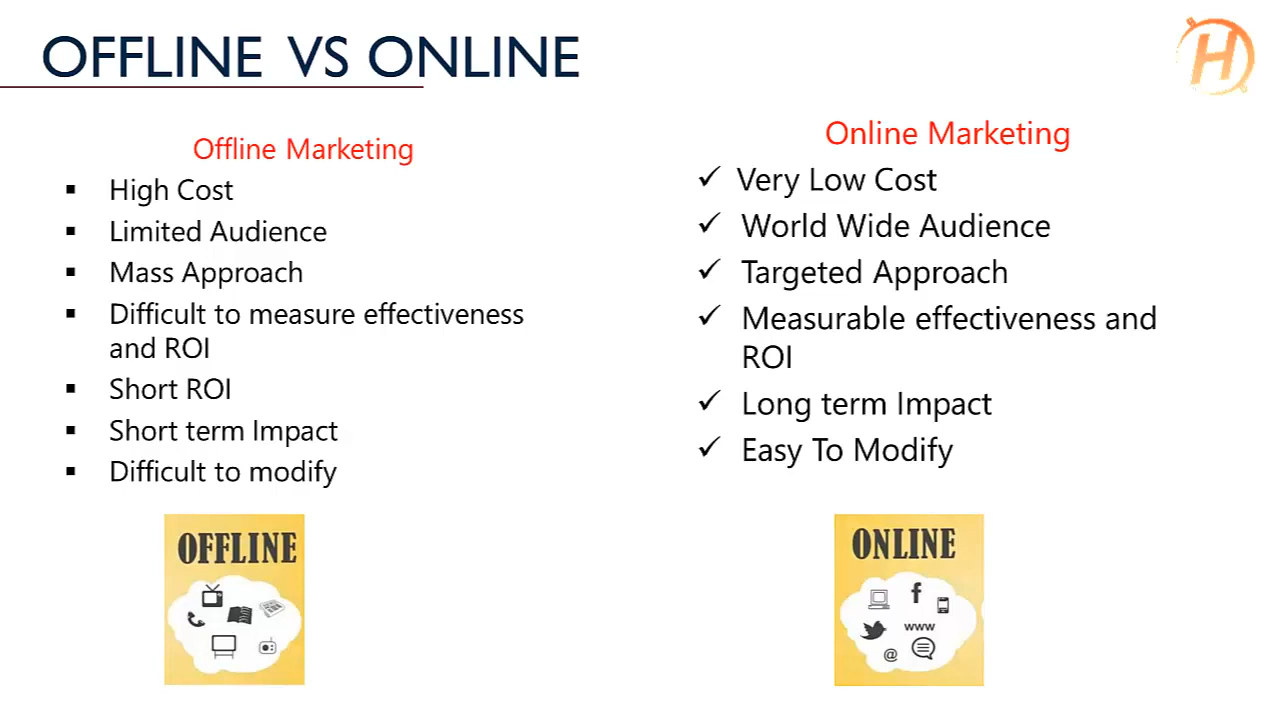 OFFLINE VS ONLINE
H
Offline Marketing
High Cost
Limited Audience
Mass Approach
Difficult to measure effectiveness
and ROI
Short ROI
Short term Impact
Difficult to modify
OFFLINE
Online Marketing
Very Low Cost
World Wide Audience
Targeted Approach
Measurable effectiveness and
ROI
Long term Impact
Easy To Modify
ONLINE
f
www
@